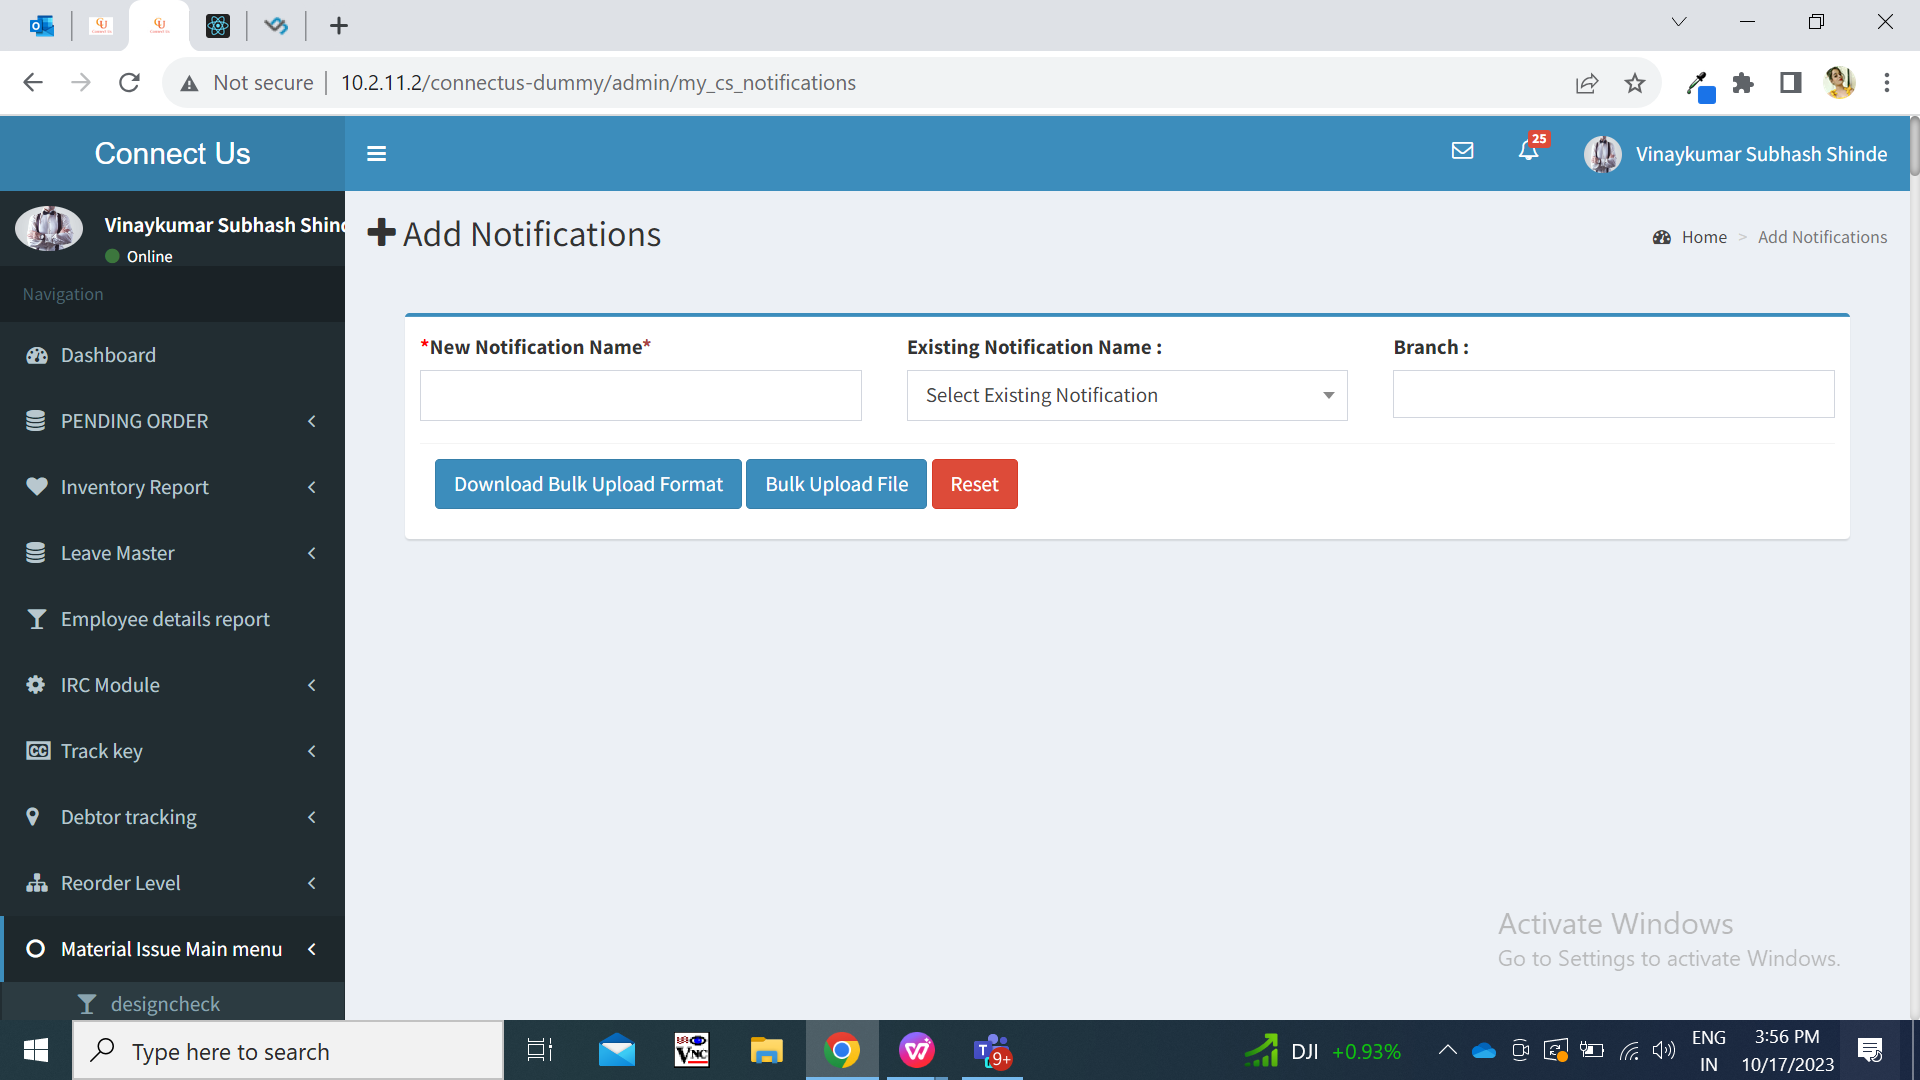 Not secure
10.2.11.2/connectus-dummy/admin/my_cs_notifications
Connect Us
25
Vinaykumar Subhash Shinde
Vinaykumar Subhash Shind
Online
Navigation
Dashboard
PENDING ORDER
Inventory Report
Leave Master
Employee details report
IRC Module
CC Track key
Debtor tracking
Reorder Level
Material Issue Main menu
designcheck
Add Notifications
Home > Add Notifications
*New Notification Name*
Existing Notification Name :
Branch :
Select Existing Notification
Download Bulk Upload Format
Bulk Upload File
Reset
Activate Windows
Go to Settings to activate Windows.
Type here to search
VNC
9+
DJI +0.93%
ENG
IN
3:56 PM
10/17/2023